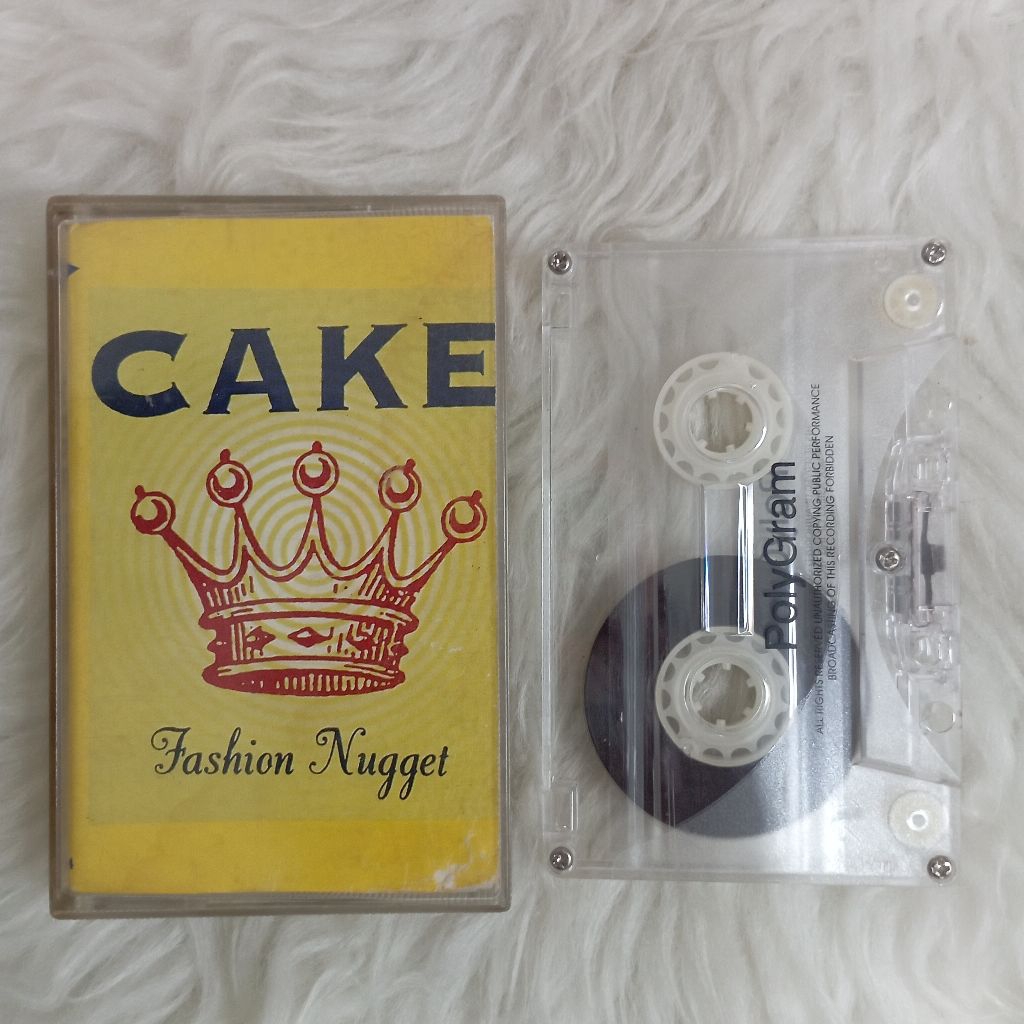 CAKE
Fashion Nugget
PolyGram
ALL RIGHTS RESERVED UNAUTHORIZED COPYING PUBLIC PERFORMANCE
BROADCASTING OF THIS RECORDING FORBIDDEN